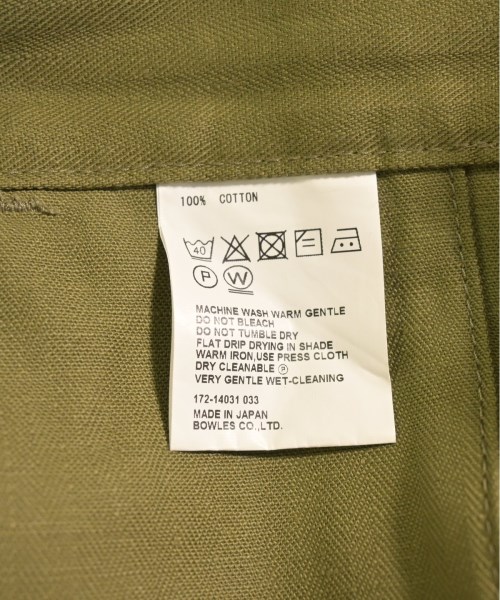 100% COTTON
40
P W
MACHINE WASH WARM GENTLE
DO NOT BLEACH
DO NOT TUMBLE DRY
FLAT DRIP DRYING IN SHADE
WARM IRON,USE PRESS CLOTH
DRY CLEANABLE Ⓟ
VERY GENTLE WET-CLEANING
172-14031 033
MADE IN JAPAN
BOWLES CO.,LTD.